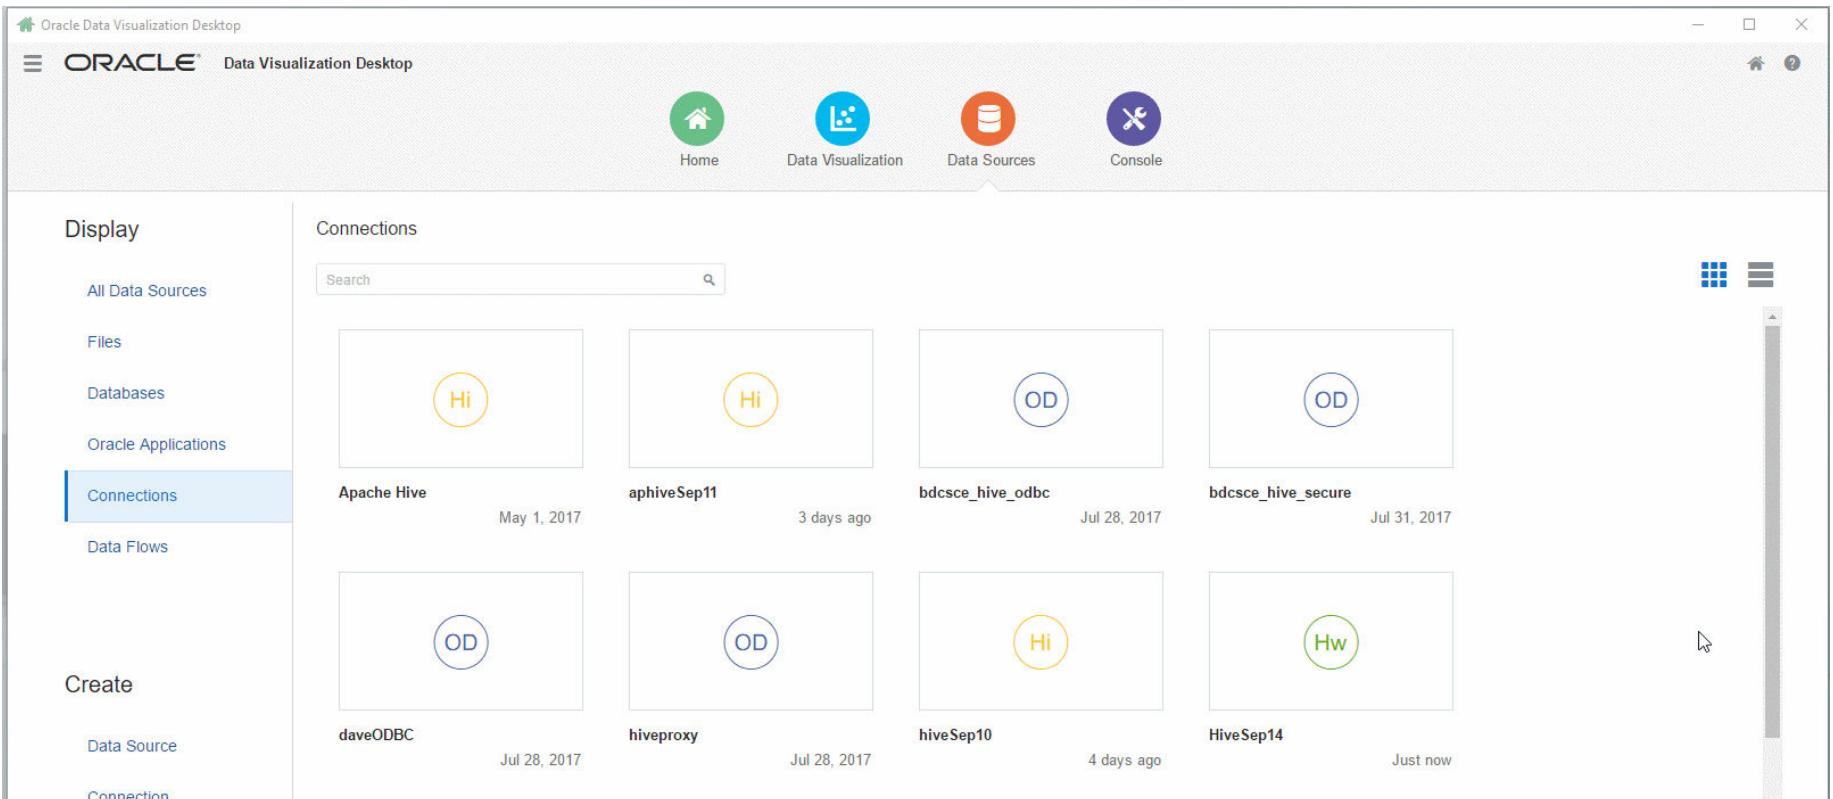 Oracle Data Visualization Desktop
ORACLE® Data Visualization Desktop
Home Data Visualization Data Sources Console
Display
All Data Sources
Files
Databases
Oracle Applications
Connections
Data Flows
Create
Data Source
Connection
Connections
Search
Hi Hi OD OD
Apache Hive aphiveSep11 bdcsce_hive_odbc bdcsce_hive_secure
May 1, 2017 3 days ago Jul 28, 2017 Jul 31, 2017
OD OD Hi Hw
daveODBC hiveproxy hiveSep10 HiveSep14
Jul 28, 2017 Jul 28, 2017 4 days ago Just now